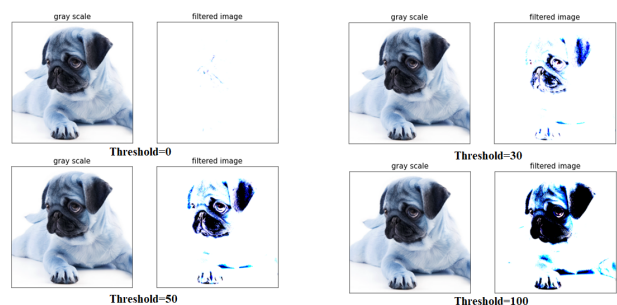 gray scale
filtered image
gray scale
filtered image
Threshold=0
Threshold=30
gray scale
filtered image
gray scale
filtered image
Threshold=50
Threshold=100